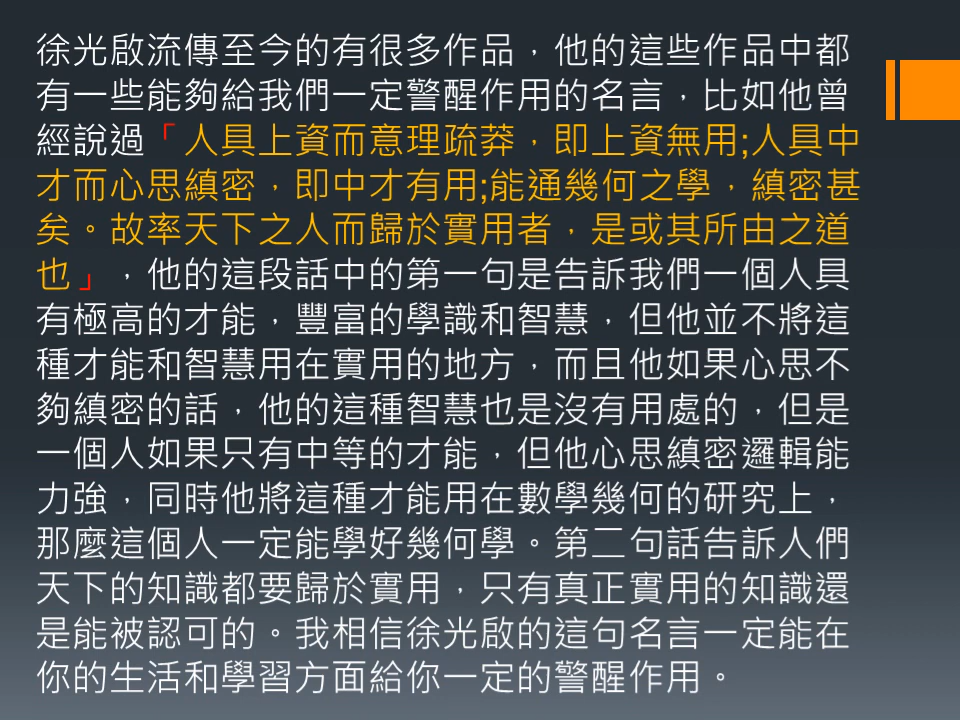 徐光啟流傳至今的有很多作品，他的這些作品中都
有一些能夠給我們一定警醒作用的名言，比如他曾
經說過「人具上資而意理疏莽，即上資無用;人具中
才而心思縝密，即中才有用;能通幾何之學，縝密甚
矣。故率天下之人而歸於實用者，是或其所由之道
也」，他的這段話中的第一句是告訴我們一個人具
有極高的才能，豐富的學識和智慧，但他並不將這
種才能和智慧用在實用的地方，而且他如果心思不
夠縝密的話，他的這種智慧也是沒有用處的，但是
一個人如果只有中等的才能，但他心思縝密邏輯能
力強，同時他將這種才能用在數學幾何的研究上，
那麼這個人一定能學好幾何學。第二句話告訴人們
天下的知識都要歸於實用，只有真正實用的知識還
是能被認可的。我相信徐光啟的這句名言一定能在
你的生活和學習方面給你一定的警醒作用。